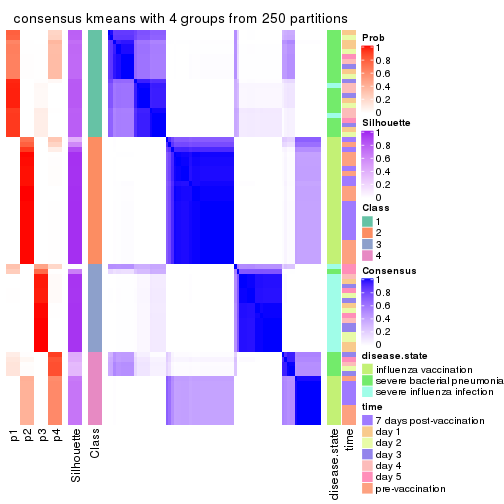 consensus kmeans with 4 groups from 250 partitions
Prob
1
0.8
0.6
0.4
0.2
0
Silhouette
1
0.8
0.6
0.4
0.2
0
Class
1
2
3
4
Consensus
1
0.8
0.6
0.4
0.2
0
disease.state
influenza vaccination
severe bacterial pneumonia
severe influenza infection
time
7 days post-vaccination
day 1
day 2
day 3
day 4
day 5
pre-vaccination
p1
p2
p3
p4
Silhouette
Class
disease.state
time